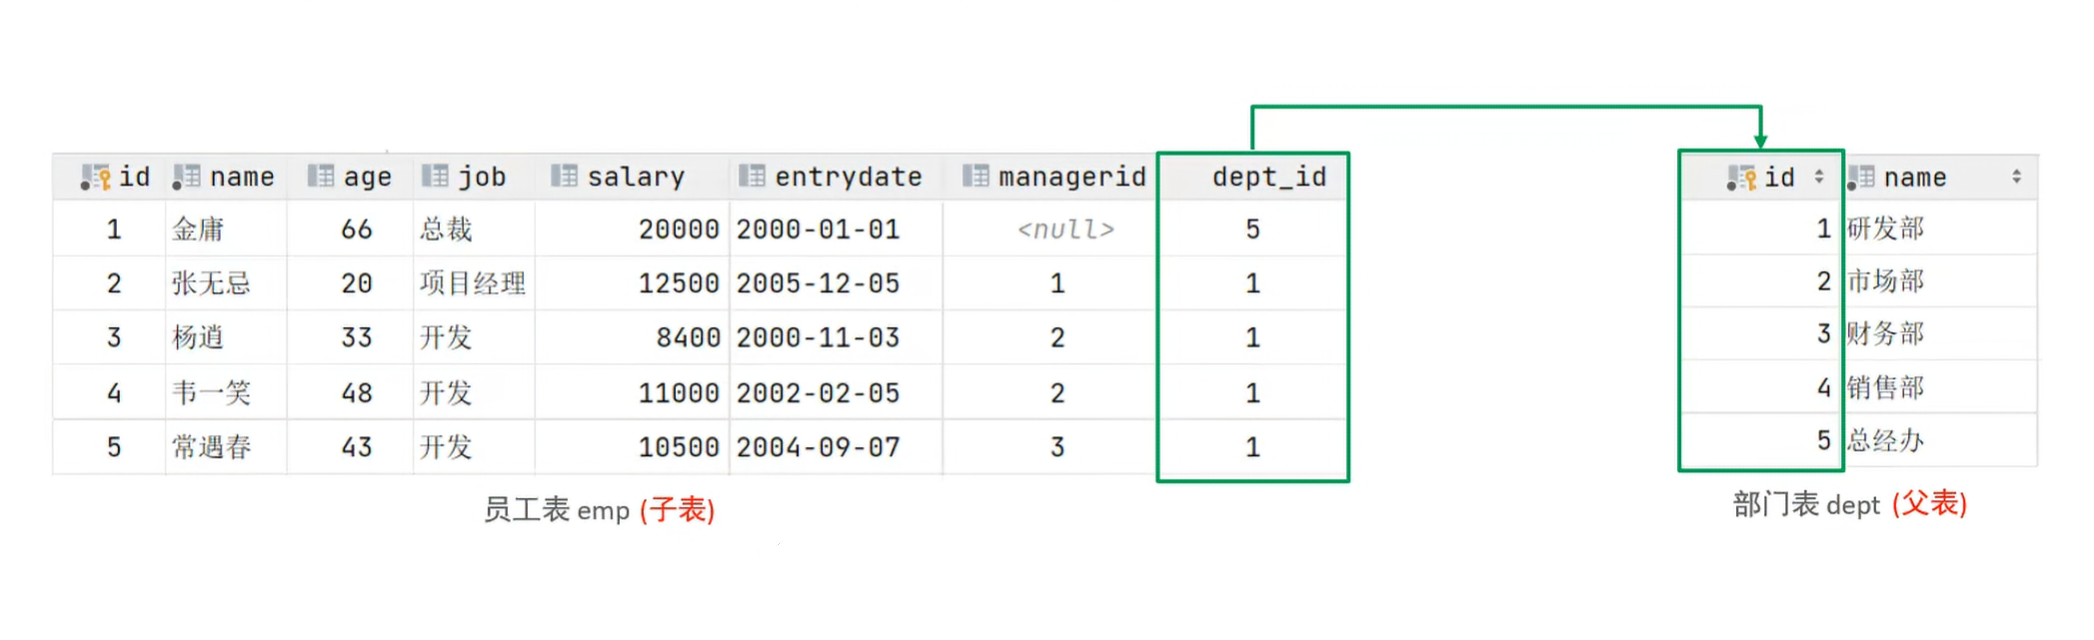 id name age job salary entrydate managerid dept_id
1 金庸 66 总裁 20000 2000-01-01 <null> 5
2 张无忌 20 项目经理 12500 2005-12-05 1 1
3 杨逍 33 开发 8400 2000-11-03 2 1
4 韦一笑 48 开发 11000 2002-02-05 2 1
5 常遇春 43 开发 10500 2004-09-07 3 1
员工表 emp (子表)
id name
1 研发部
2 市场部
3 财务部
4 销售部
5 总经办
部门表 dept (父表)